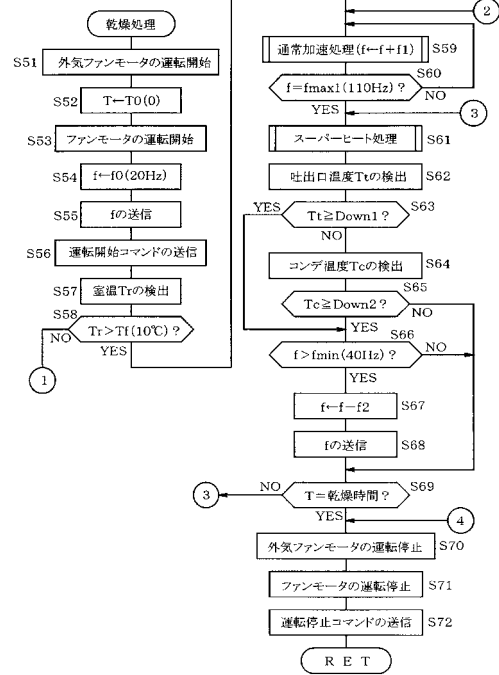 乾燥処理
S51
外気ファンモータの運転開始
S52
T←T0(0)
S53
ファンモータの運転開始
S54
f←f0(20Hz)
S55
fの送信
S56
運転開始コマンドの送信
S57
室温Trの検出
S58
Tr>Tf(10℃)?
NO
YES
1
2
通常加速処理(f←f+f1)
S59
S60
f=fmax1(110Hz)?
NO
YES
3
スーパーヒート処理
S61
吐出口温度Ttの検出
S62
YES
S63
Tt≧Down1?
NO
コンデ温度Tcの検出
S64
S65
Tc≧Down2?
NO
YES
S66
f>fmin(40Hz)?
NO
YES
f←f-f2
S67
fの送信
S68
3
NO
T=乾燥時間?
S69
YES
4
外気ファンモータの運転停止
S70
ファンモータの運転停止
S71
運転停止コマンドの送信
S72
RET